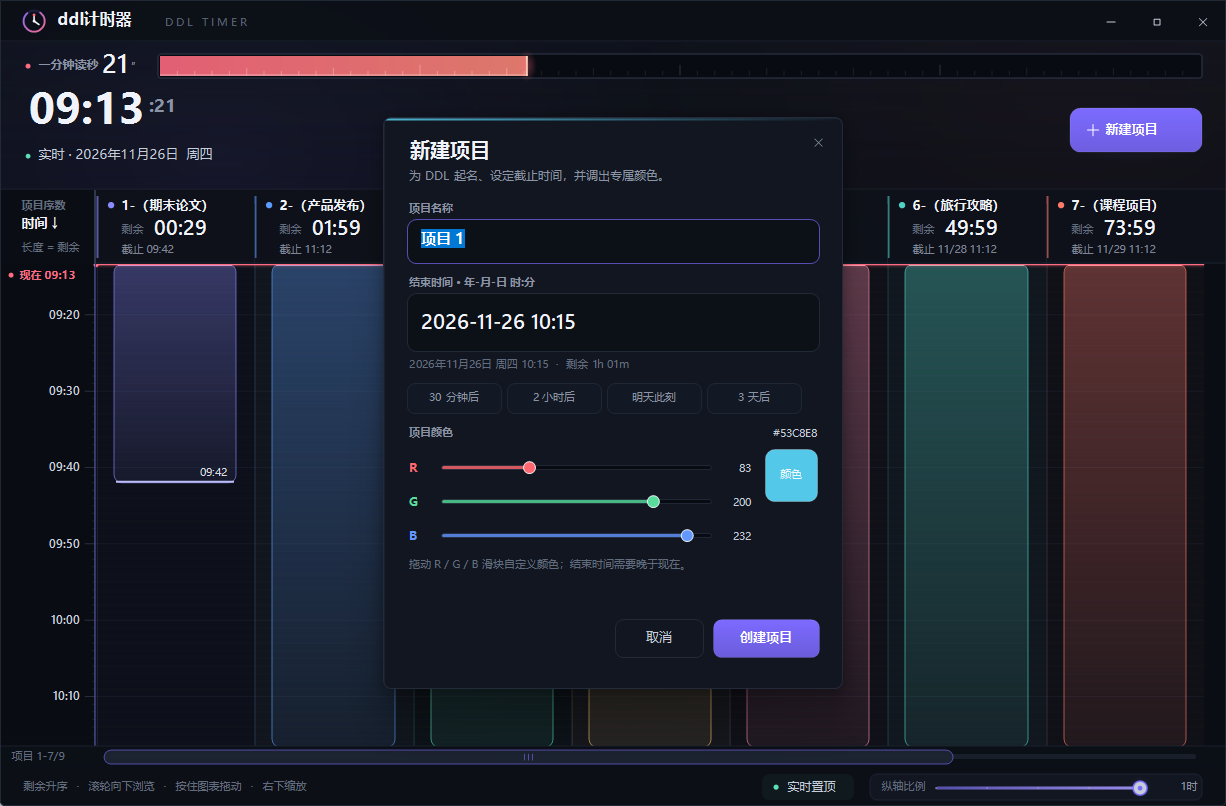 ddl计时器 DDL TIMER
一分钟读秒 21″
09:13 :21
实时 · 2026年11月26日 周四
+ 新建项目
项目序数
时间 ↓
长度 = 剩余
1-（期末论文）
剩余 00:29
截止 09:42
2-（产品发布）
剩余 01:59
截止 11:12
6-（旅行攻略）
剩余 49:59
截止 11/28 11:12
7-（课程项目）
剩余 73:59
截止 11/29 11:12
现在 09:13
09:20
09:30
09:40
09:50
10:00
10:10
09:42
新建项目
为 DDL 起名、设定截止时间，并调出专属颜色。
项目名称
项目 1
结束时间 • 年-月-日 时:分
2026-11-26 10:15
2026年11月26日 周四 10:15 · 剩余 1h 01m
30 分钟后 2 小时后 明天此刻 3 天后
项目颜色 #53C8E8
R 83
颜色
G 200
B 232
拖动 R / G / B 滑块自定义颜色；结束时间需要晚于现在。
取消 创建项目
项目 1-7/9
剩余升序 · 滚轮向下浏览 · 按住图表拖动 · 右下缩放
实时置顶
纵轴比例 1时